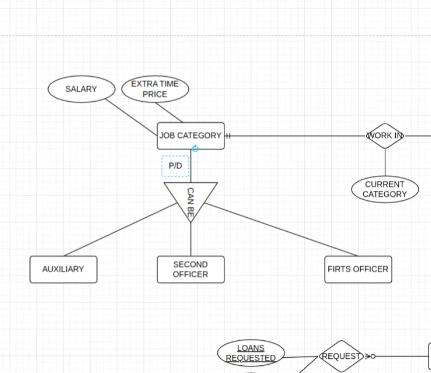 SALARY
EXTRA TIME
PRICE
JOB CATEGORY
WORK IN
P/D
CAN BE
CURRENT
CATEGORY
AUXILIARY
SECOND
OFFICER
FIRTS OFFICER
LOANS
REQUESTED
REQUEST